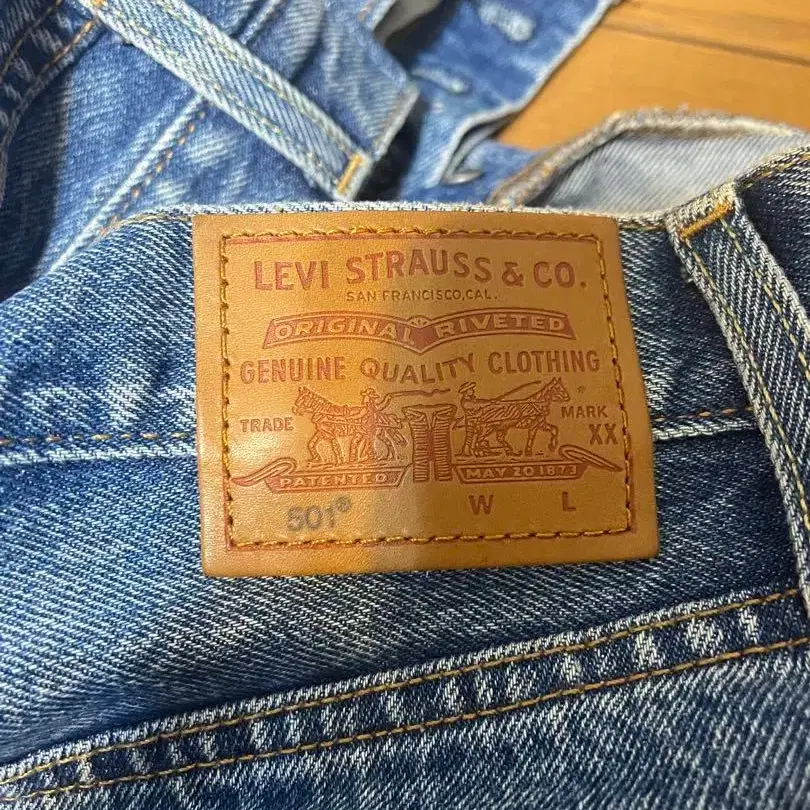 LEVI STRAUSS & CO.
SAN FRANCISCO, CAL.
ORIGINAL RIVETED
GENUINE QUALITY CLOTHING
TRADE MARK
XX
PATENTED MAY 20 1873
501® W L